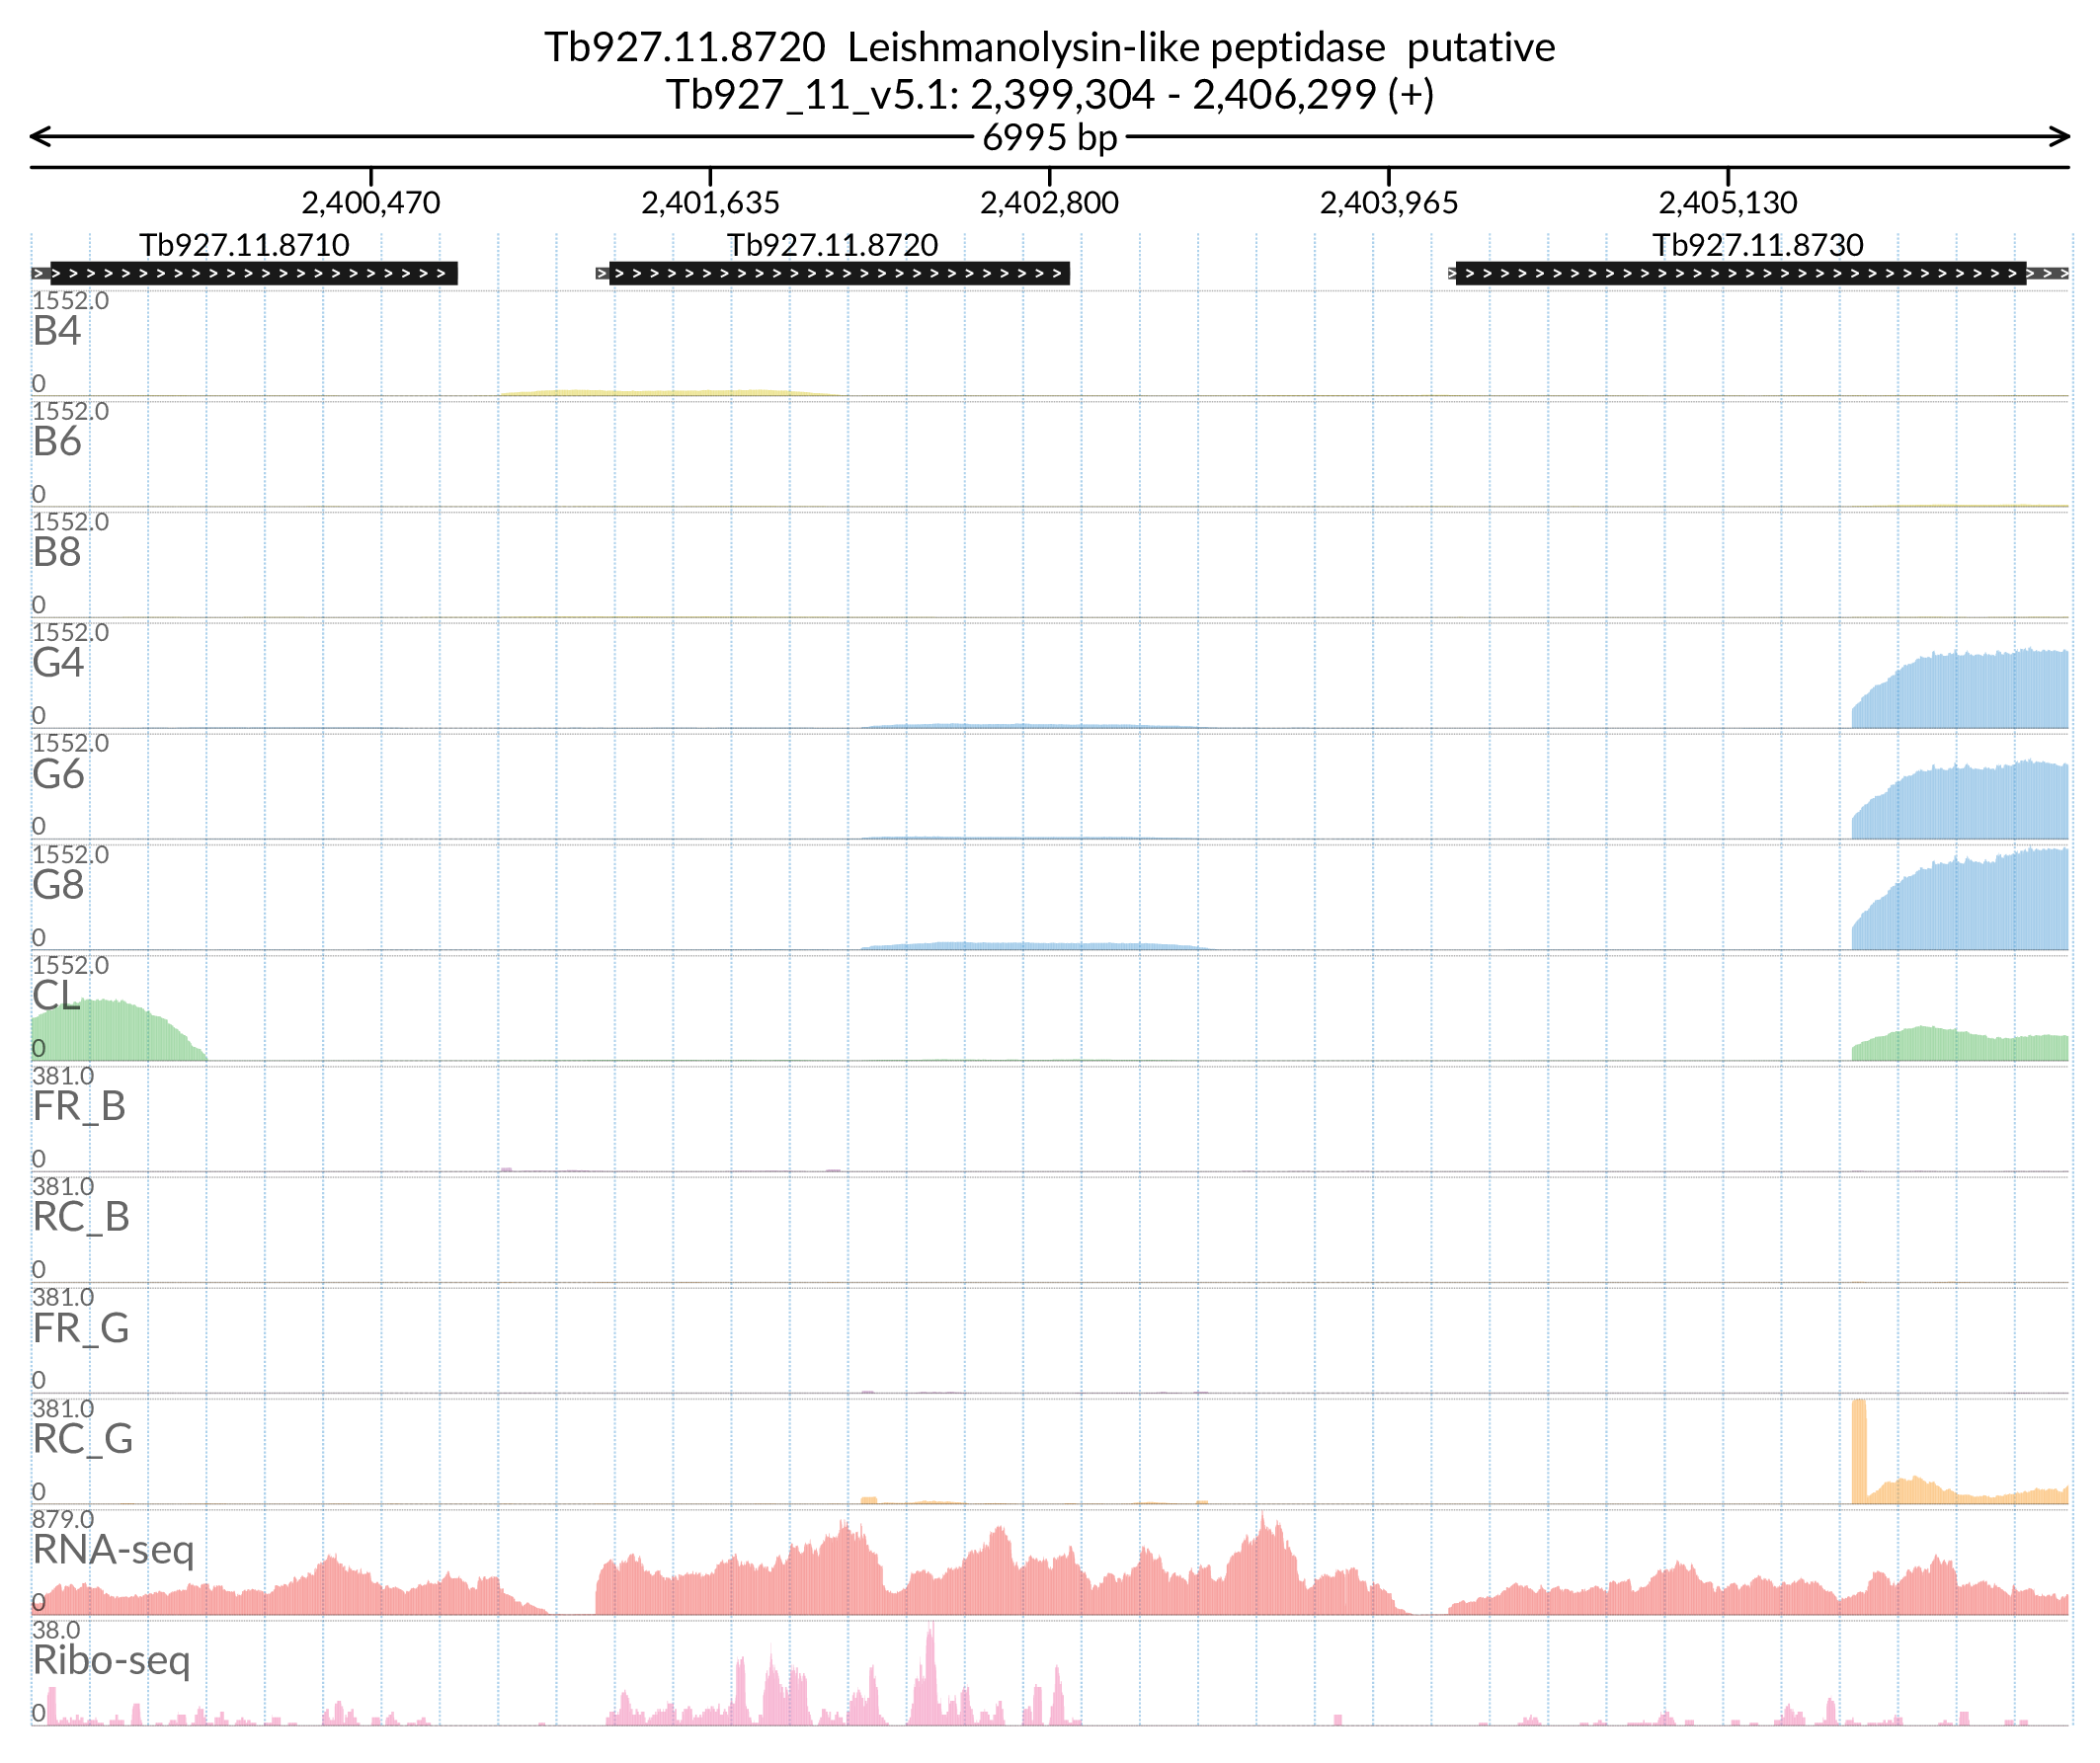 Tb927.11.8720  Leishmanolysin-like peptidase  putative
Tb927_11_v5.1: 2,399,304 - 2,406,299 (+)
6995 bp
2,400,470 2,401,635 2,402,800 2,403,965 2,405,130
Tb927.11.8710 Tb927.11.8720 Tb927.11.8730
1552.0
B4
0
1552.0
B6
0
1552.0
B8
0
1552.0
G4
0
1552.0
G6
0
1552.0
G8
0
1552.0
CL
0
381.0
FR_B
0
381.0
RC_B
0
381.0
FR_G
0
381.0
RC_G
0
879.0
RNA-seq
0
38.0
Ribo-seq
0